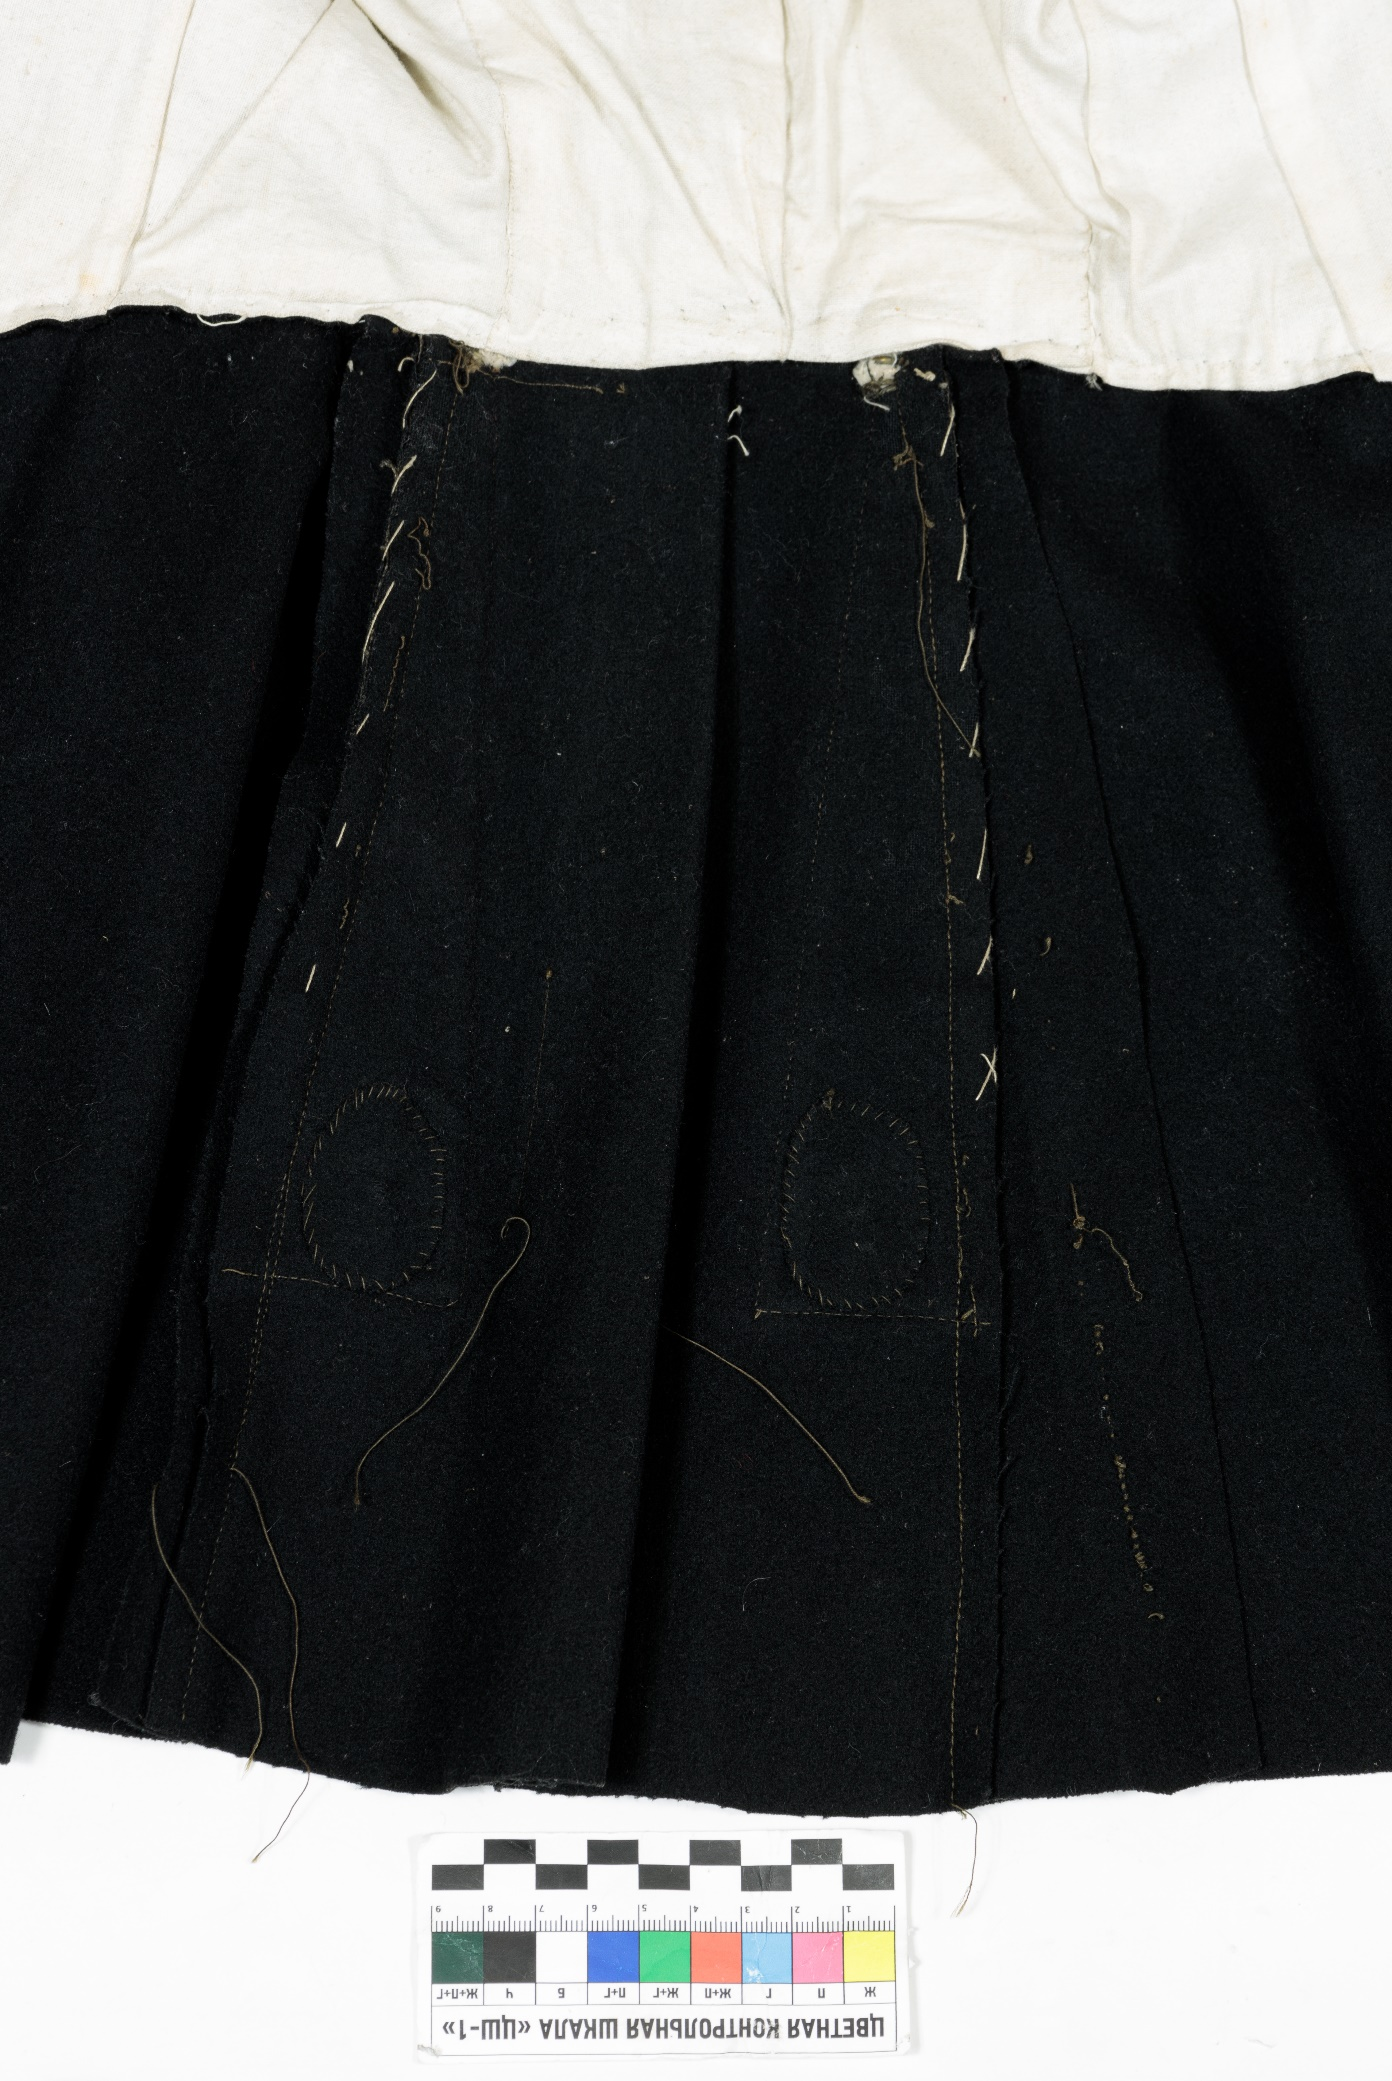 ЦВЕТНАЯ КОНТРОЛЬНАЯ ШКАЛА «ЦШ-1»
Ж П Г Ж+П Ж+Г П+Г Б Ч Ж+П+Г
1 2 3 4 5 6 7 8 9